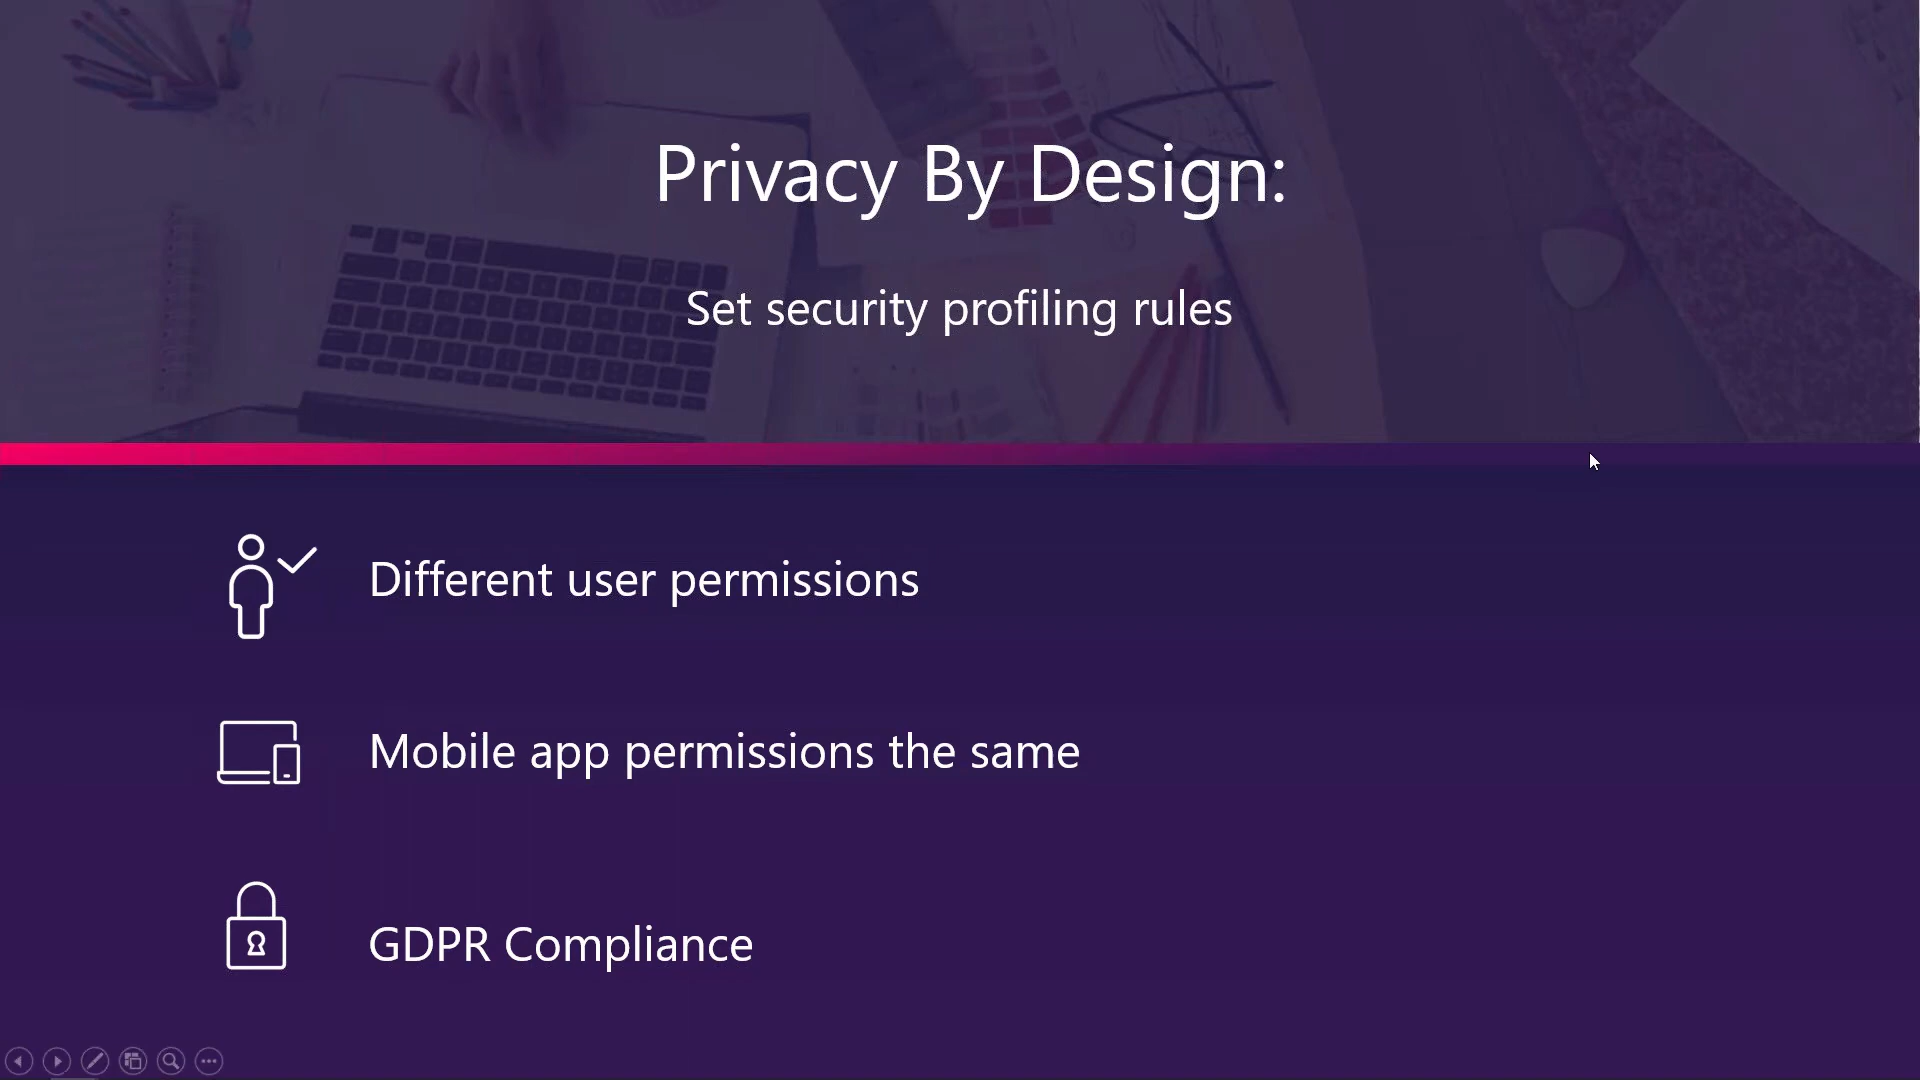 Privacy By Design:
Set security profiling rules
Different user permissions
Mobile app permissions the same
GDPR Compliance